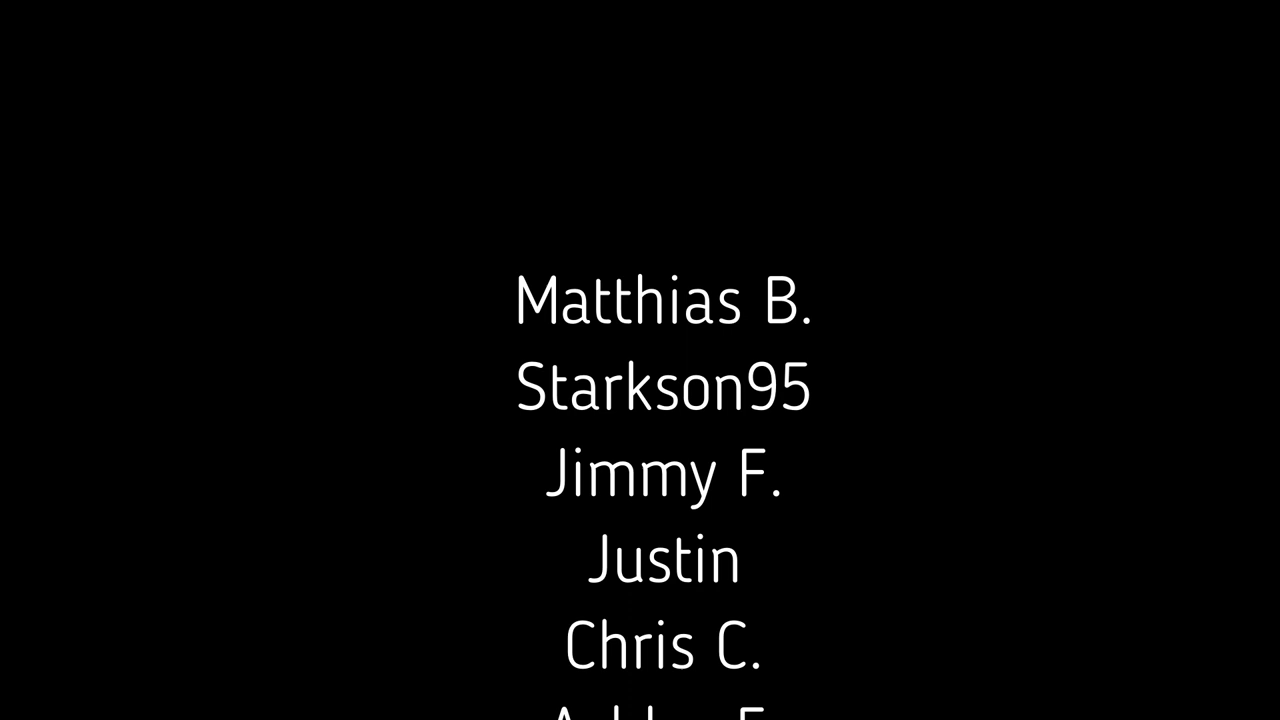 Matthias B.
Starkson95
Jimmy F.
Justin
Chris C.